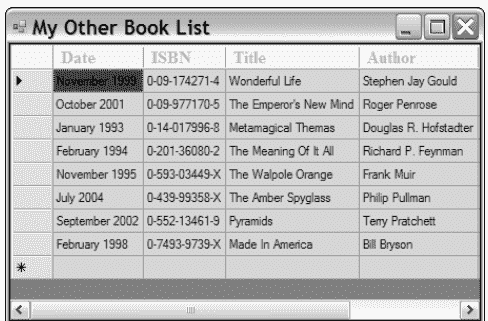 My Other Book List
Date ISBN Title Author
November 1999 0-09-174271-4 Wonderful Life Stephen Jay Gould
October 2001 0-09-977170-5 The Emperor's New Mind Roger Penrose
January 1993 0-14-017996-8 Metamagical Themas Douglas R. Hofstadter
February 1994 0-201-36080-2 The Meaning Of It All Richard P. Feynman
November 1995 0-593-03449-X The Walpole Orange Frank Muir
July 2004 0-439-99358-X The Amber Spyglass Philip Pullman
September 2002 0-552-13461-9 Pyramids Terry Pratchett
February 1998 0-7493-9739-X Made In America Bill Bryson